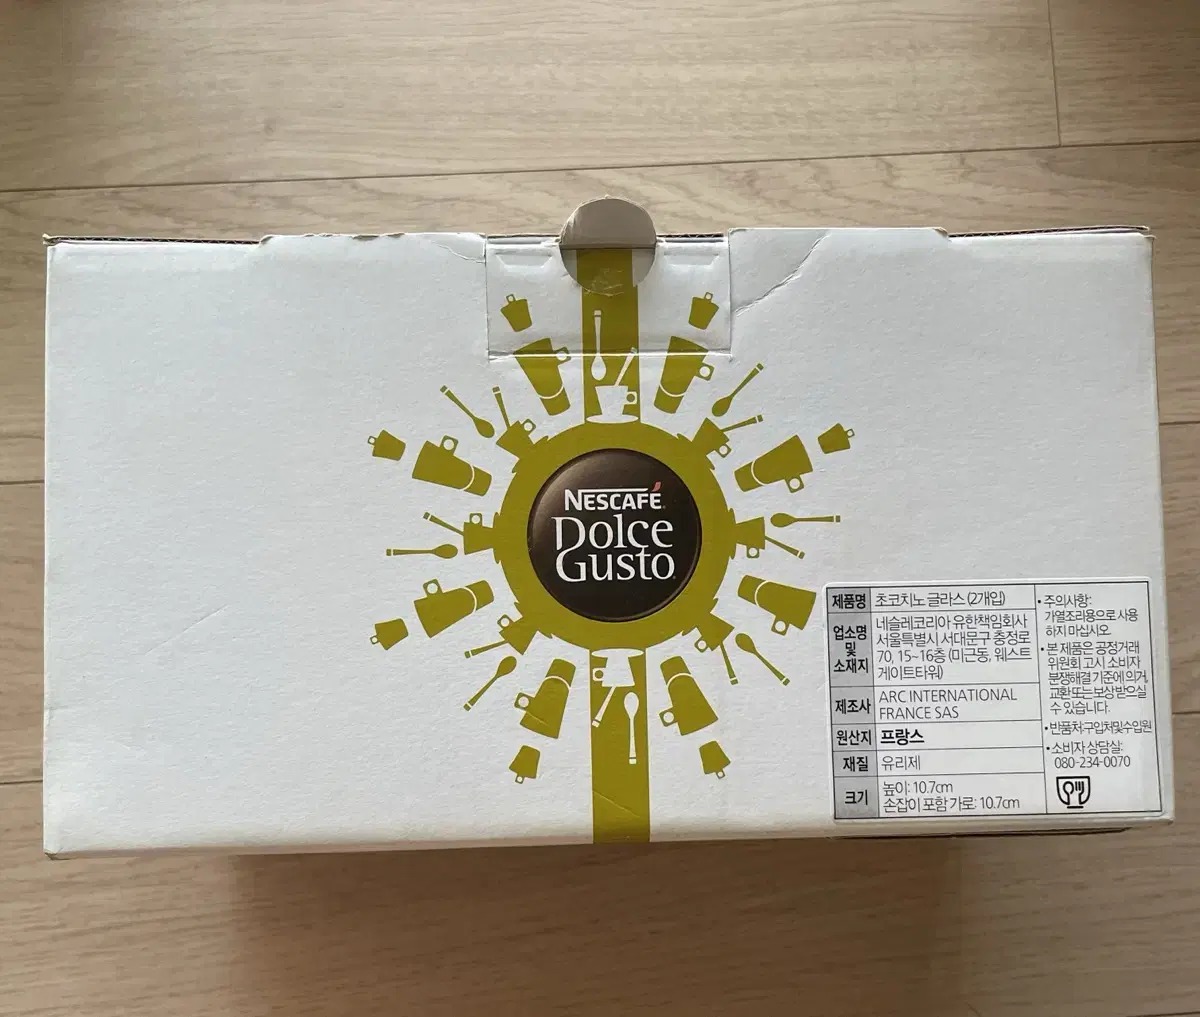 NESCAFÉ
Dolce
Gusto
제품명 초코치노 글라스 (2개입)
업소명 및 소재지 네슬레코리아 유한책임회사
서울특별시 서대문구 충정로
70, 15~16층 (미근동, 웨스트
게이트타워)
제조사 ARC INTERNATIONAL
FRANCE SAS
원산지 프랑스
재질 유리제
크기 높이: 10.7cm
손잡이 포함 가로: 10.7cm
• 주의사항:
가열조리용으로 사용
하지 마십시오.
• 본 제품은 공정거래
위원회 고시 소비자
분쟁해결 기준에 의거,
교환 또는 보상 받으실
수 있습니다.
• 반품처:구입처및수입원
• 소비자 상담실:
080-234-0070